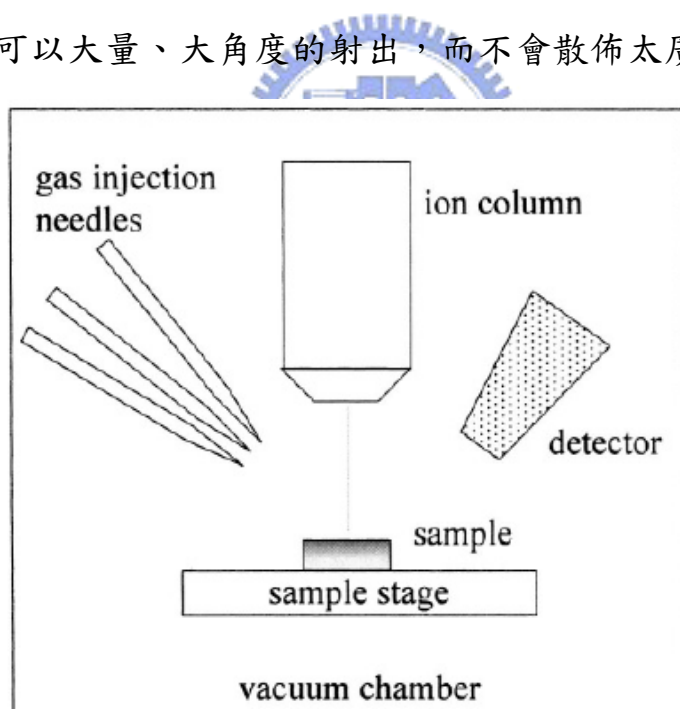 可以大量、大角度的射出，而不會散佈太廣
gas injection
needles
ion column
detector
sample
sample stage
vacuum chamber